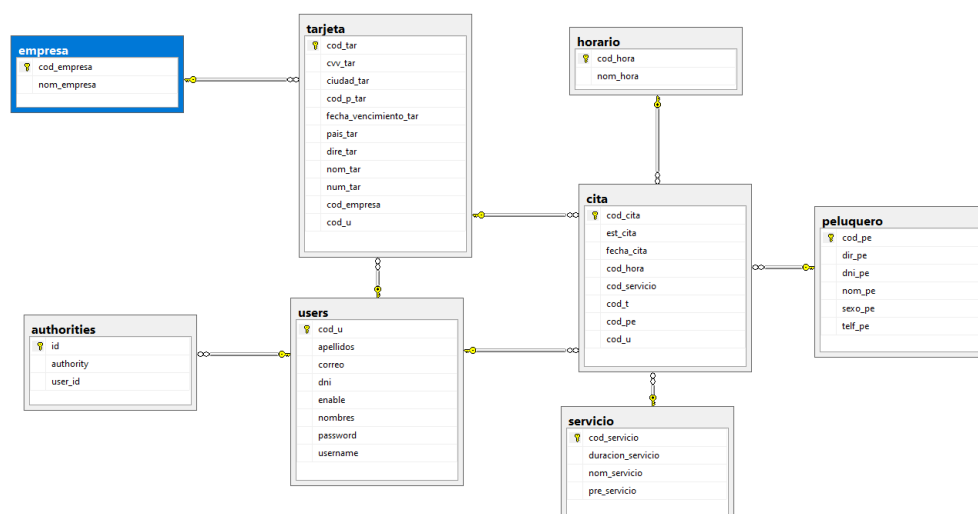 empresa
cod_empresa
nom_empresa
tarjeta
cod_tar
cvv_tar
ciudad_tar
cod_p_tar
fecha_vencimiento_tar
pais_tar
dire_tar
nom_tar
num_tar
cod_empresa
cod_u
horario
cod_hora
nom_hora
cita
cod_cita
est_cita
fecha_cita
cod_hora
cod_servicio
cod_t
cod_pe
cod_u
peluquero
cod_pe
dir_pe
dni_pe
nom_pe
sexo_pe
telf_pe
authorities
id
authority
user_id
users
cod_u
apellidos
correo
dni
enable
nombres
password
username
servicio
cod_servicio
duracion_servicio
nom_servicio
pre_servicio